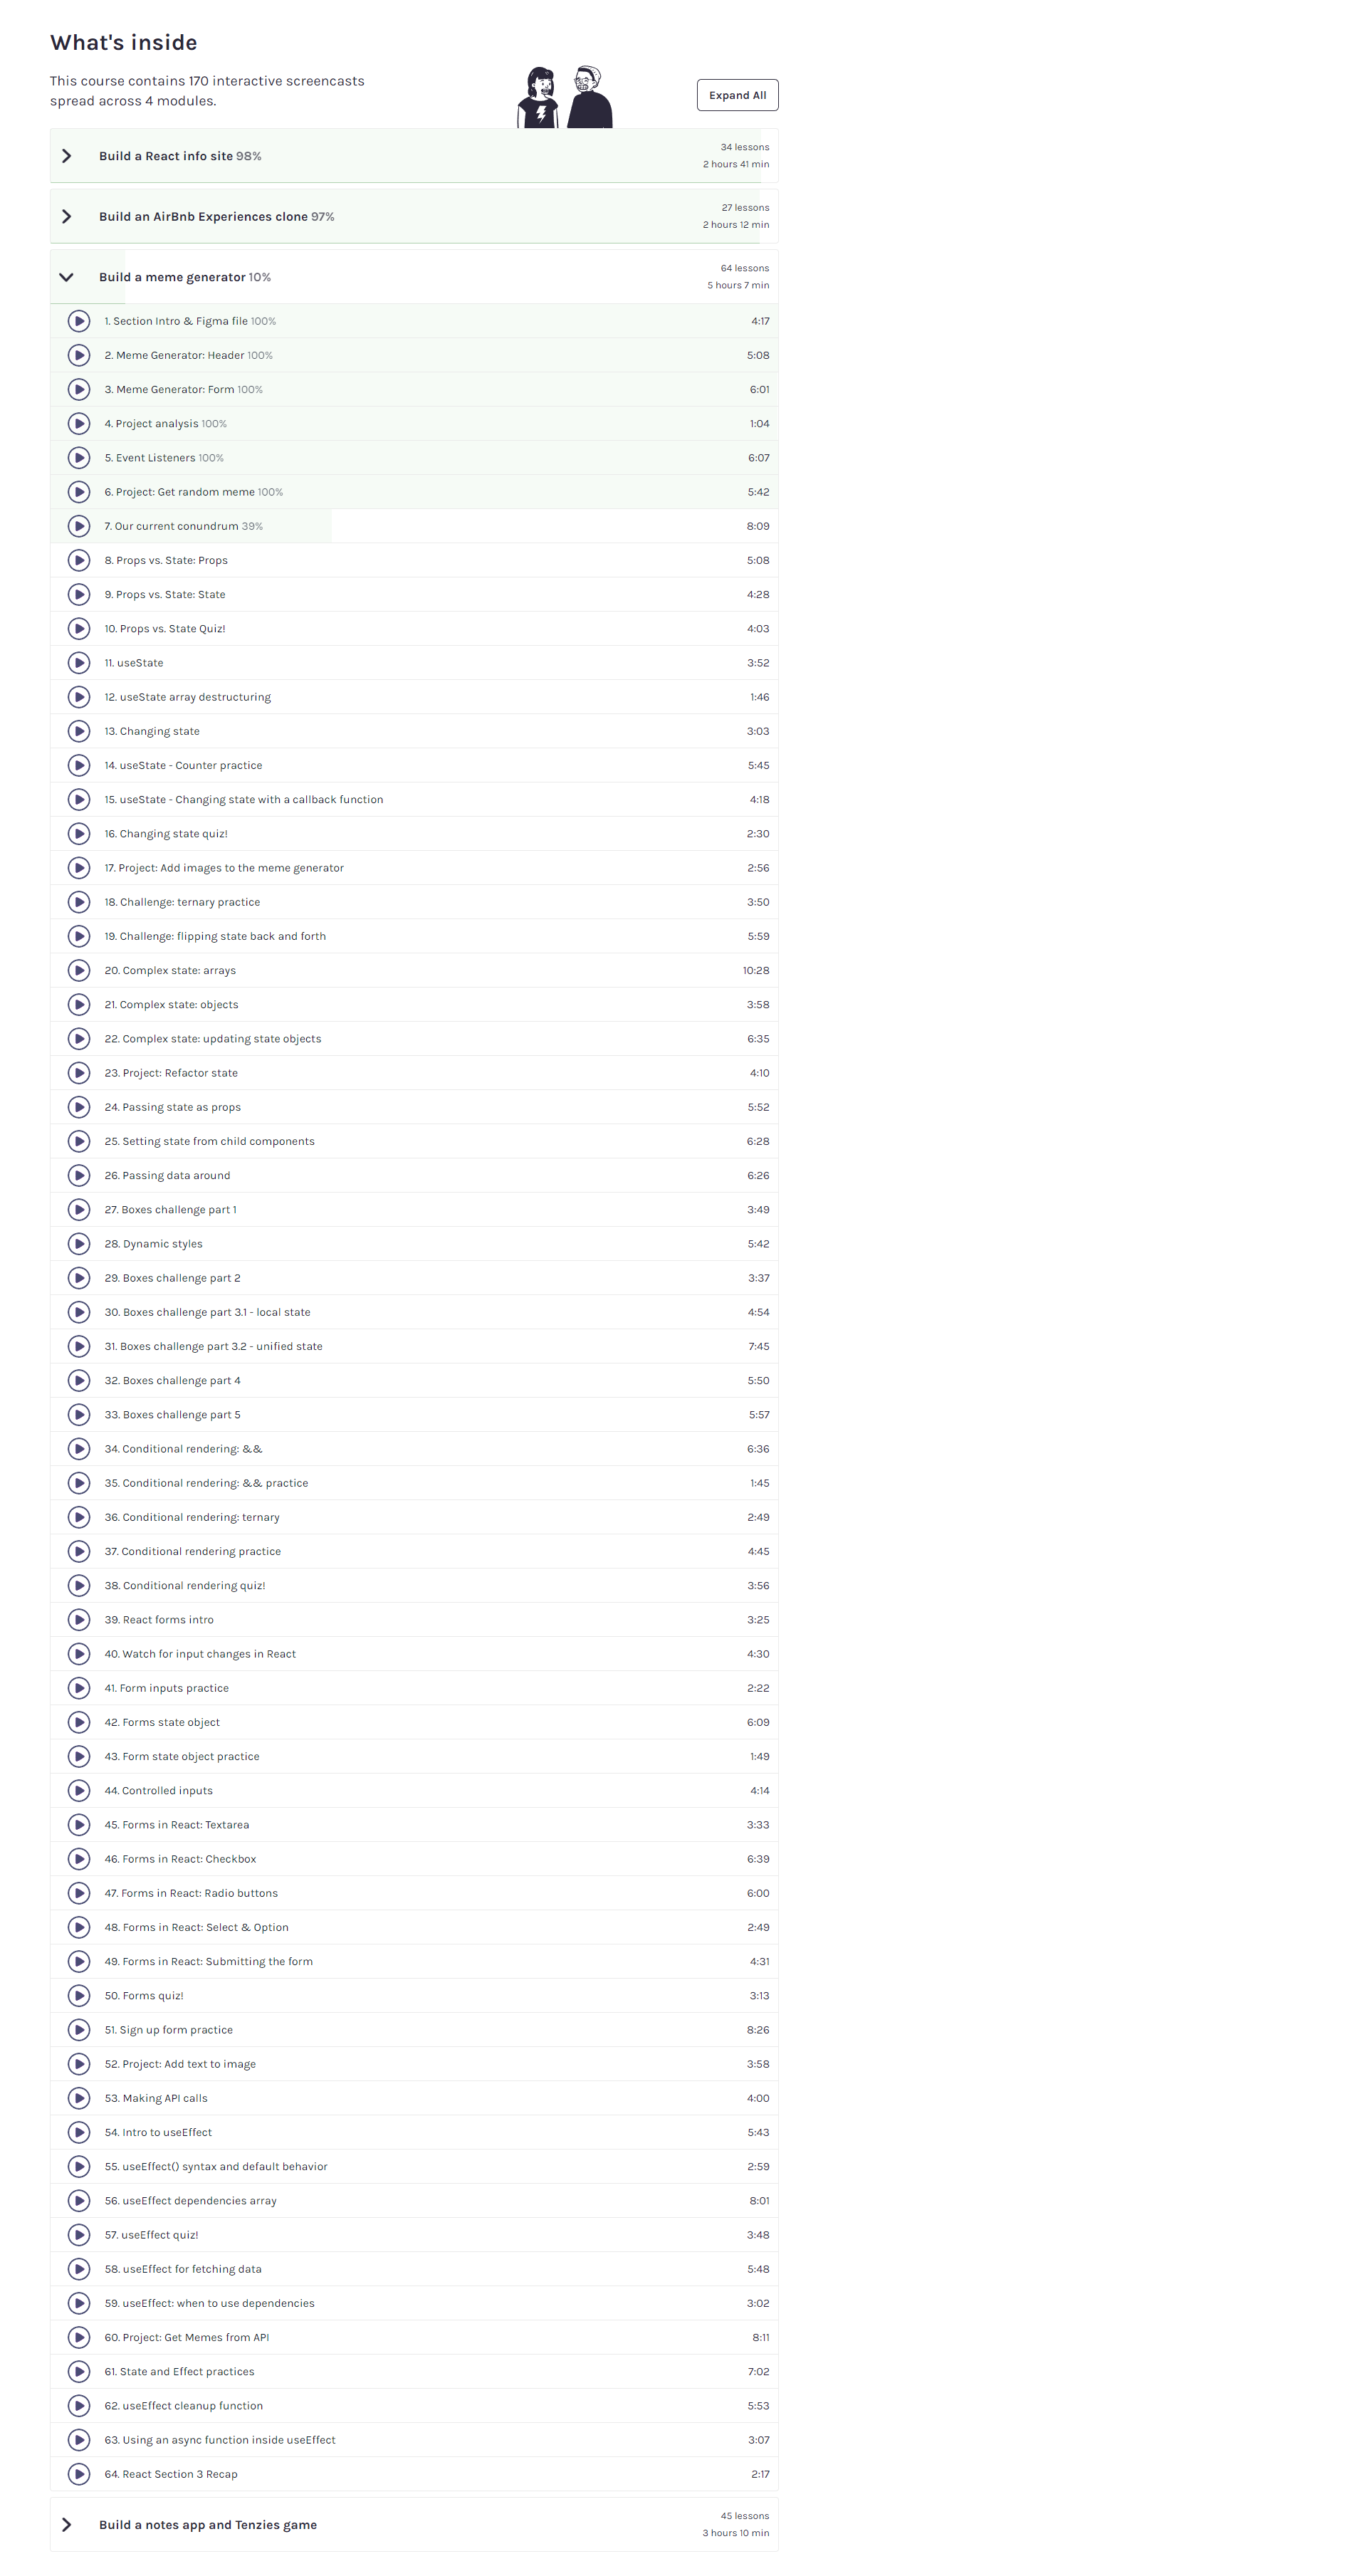 What's inside
This course contains 170 interactive screencasts
spread across 4 modules.
Expand All
Build a React info site 98%
34 lessons
2 hours 41 min
Build an AirBnb Experiences clone 97%
27 lessons
2 hours 12 min
Build a meme generator 10%
64 lessons
5 hours 7 min
1. Section Intro & Figma file 100% 4:17
2. Meme Generator: Header 100% 5:08
3. Meme Generator: Form 100% 6:01
4. Project analysis 100% 1:04
5. Event Listeners 100% 6:07
6. Project: Get random meme 100% 5:42
7. Our current conundrum 39% 8:09
8. Props vs. State: Props 5:08
9. Props vs. State: State 4:28
10. Props vs. State Quiz! 4:03
11. useState 3:52
12. useState array destructuring 1:46
13. Changing state 3:03
14. useState - Counter practice 5:45
15. useState - Changing state with a callback function 4:18
16. Changing state quiz! 2:30
17. Project: Add images to the meme generator 2:56
18. Challenge: ternary practice 3:50
19. Challenge: flipping state back and forth 5:59
20. Complex state: arrays 10:28
21. Complex state: objects 3:58
22. Complex state: updating state objects 6:35
23. Project: Refactor state 4:10
24. Passing state as props 5:52
25. Setting state from child components 6:28
26. Passing data around 6:26
27. Boxes challenge part 1 3:49
28. Dynamic styles 5:42
29. Boxes challenge part 2 3:37
30. Boxes challenge part 3.1 - local state 4:54
31. Boxes challenge part 3.2 - unified state 7:45
32. Boxes challenge part 4 5:50
33. Boxes challenge part 5 5:57
34. Conditional rendering: && 6:36
35. Conditional rendering: && practice 1:45
36. Conditional rendering: ternary 2:49
37. Conditional rendering practice 4:45
38. Conditional rendering quiz! 3:56
39. React forms intro 3:25
40. Watch for input changes in React 4:30
41. Form inputs practice 2:22
42. Forms state object 6:09
43. Form state object practice 1:49
44. Controlled inputs 4:14
45. Forms in React: Textarea 3:33
46. Forms in React: Checkbox 6:39
47. Forms in React: Radio buttons 6:00
48. Forms in React: Select & Option 2:49
49. Forms in React: Submitting the form 4:31
50. Forms quiz! 3:13
51. Sign up form practice 8:26
52. Project: Add text to image 3:58
53. Making API calls 4:00
54. Intro to useEffect 5:43
55. useEffect() syntax and default behavior 2:59
56. useEffect dependencies array 8:01
57. useEffect quiz! 3:48
58. useEffect for fetching data 5:48
59. useEffect: when to use dependencies 3:02
60. Project: Get Memes from API 8:11
61. State and Effect practices 7:02
62. useEffect cleanup function 5:53
63. Using an async function inside useEffect 3:07
64. React Section 3 Recap 2:17
Build a notes app and Tenzies game
45 lessons
3 hours 10 min